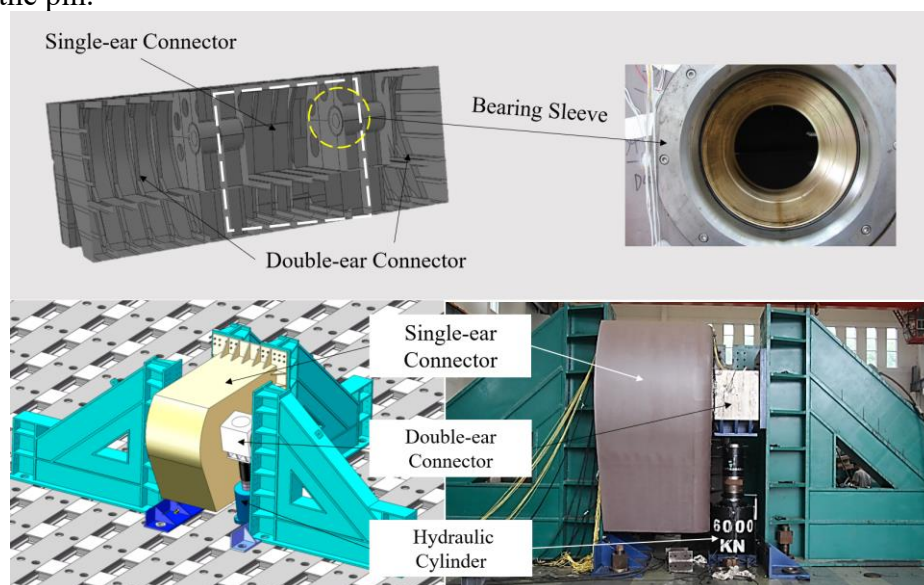 the pin.
Single-ear Connector
Bearing Sleeve
Double-ear Connector
Single-ear
Connector
Double-ear
Connector
Hydraulic
Cylinder
6000
KN